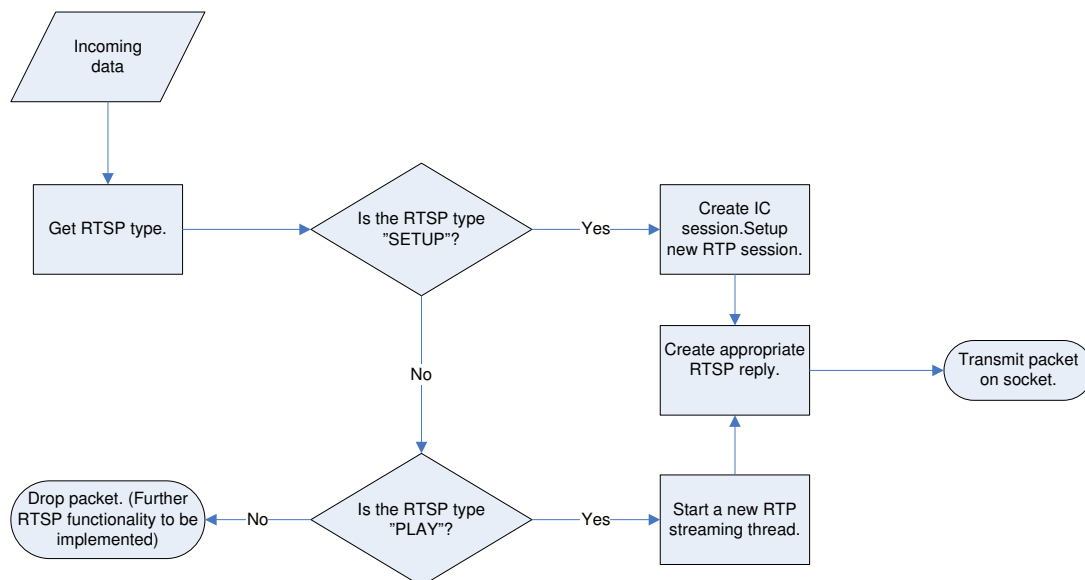 Incoming
data
Get RTSP type.
Is the RTSP type
"SETUP"?
Yes
Create IC
session.Setup
new RTP session.
No
Create appropriate
RTSP reply.
Transmit packet
on socket.
Is the RTSP type
"PLAY"?
Yes
Start a new RTP
streaming thread.
No
Drop packet. (Further
RTSP functionality to be
implemented)